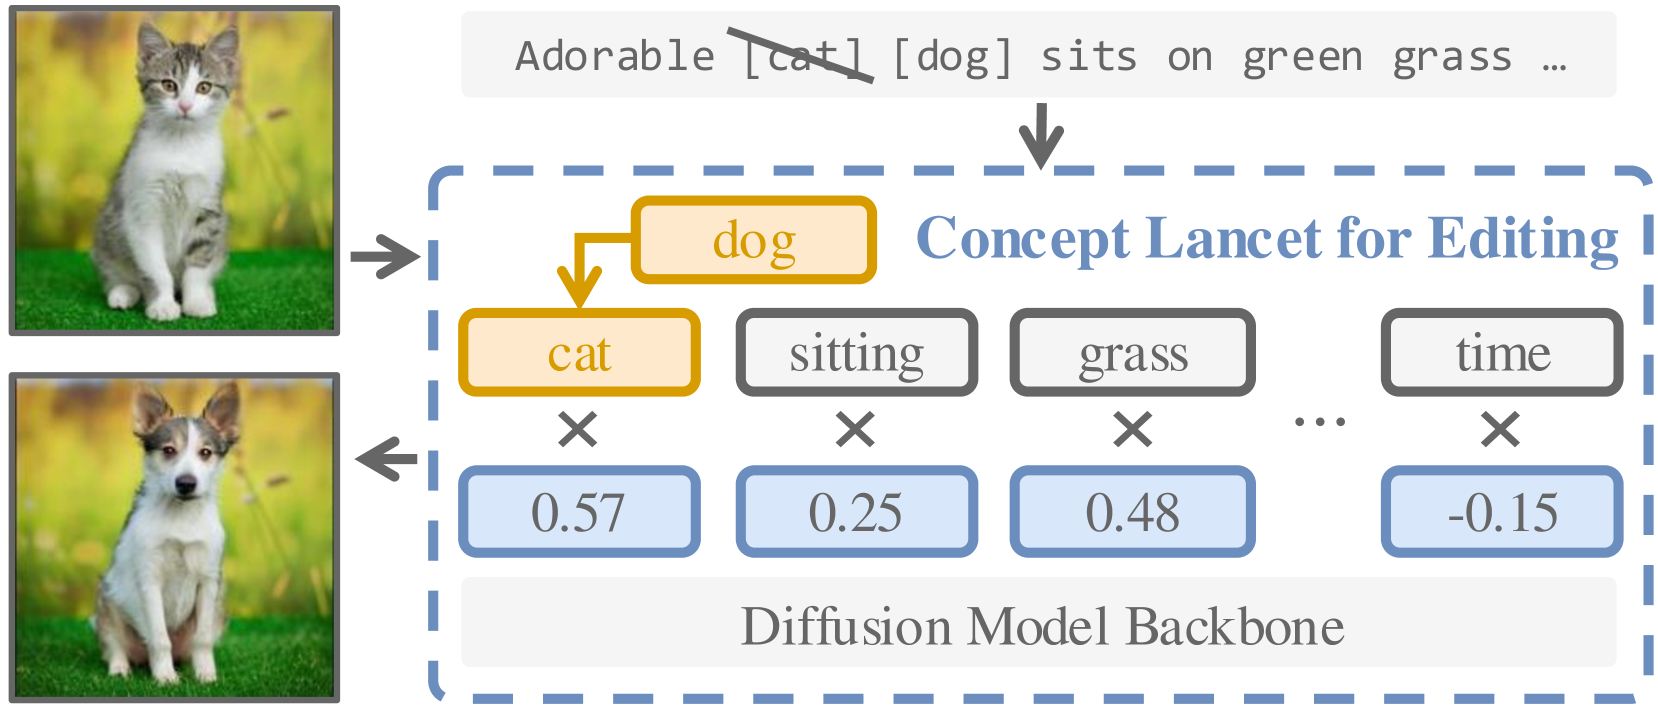 Adorable [cat] [dog] sits on green grass …
dog
Concept Lancet for Editing
cat
sitting
grass
time
× × × … ×
0.57
0.25
0.48
-0.15
Diffusion Model Backbone